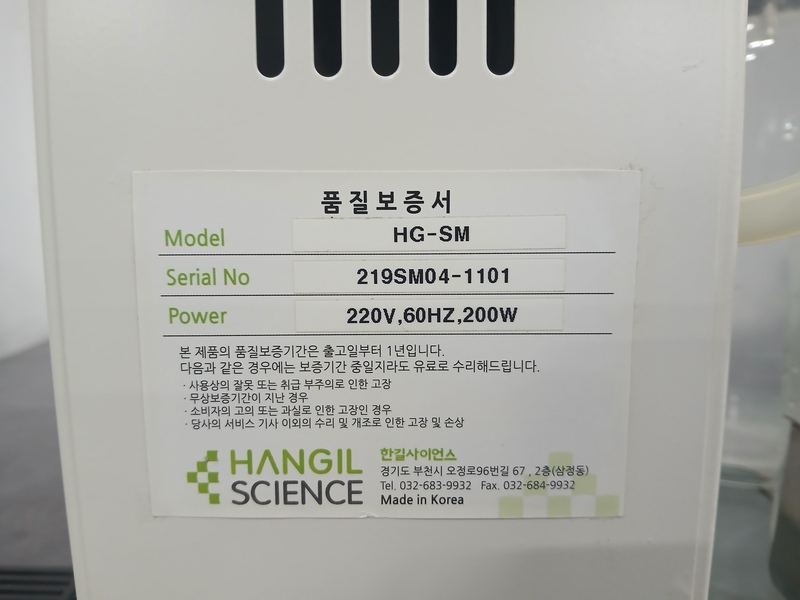 품질보증서
Model HG-SM
Serial No 219SM04-1101
Power 220V,60HZ,200W
본 제품의 품질보증기간은 출고일부터 1년입니다.
다음과 같은 경우에는 보증기간 중일지라도 유료로 수리해드립니다.
· 사용상의 잘못 또는 취급 부주의로 인한 고장
· 무상보증기간이 지난 경우
· 소비자의 고의 또는 과실로 인한 고장인 경우
· 당사의 서비스 기사 이외의 수리 및 개조로 인한 고장 및 손상
HANGIL
SCIENCE
한길사이언스
경기도 부천시 오정로96번길 67 , 2층(삼정동)
Tel. 032-683-9932 Fax. 032-684-9932
Made in Korea